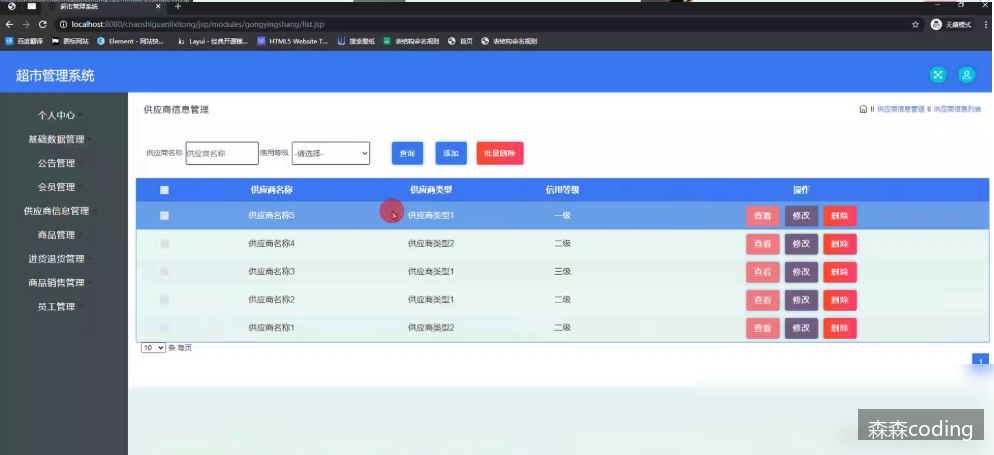 超市管理系统
localhost:8080/chaoshiguanlixitong/jsp/modules/gongyingshang/list.jsp
无痕模式
百度翻译 图标网站 Element - 网站快... Layui - 经典开源模... HTML5 Website T... 搜索壁纸 表结构命名规则 首页 表结构命名规则
超市管理系统
个人中心
基础数据管理
公告管理
会员管理
供应商信息管理
商品管理
进货退货管理
商品销售管理
员工管理
供应商信息管理
供应商信息管理 供应商信息列表
供应商名称 供应商名称 信用等级 -请选择- 查询 添加 批量删除
供应商名称 供应商类型 信用等级 操作
供应商名称5 供应商类型1 一级 查看 修改 删除
供应商名称4 供应商类型2 二级 查看 修改 删除
供应商名称3 供应商类型1 三级 查看 修改 删除
供应商名称2 供应商类型1 二级 查看 修改 删除
供应商名称1 供应商类型2 二级 查看 修改 删除
10 条 每页
1
森森coding